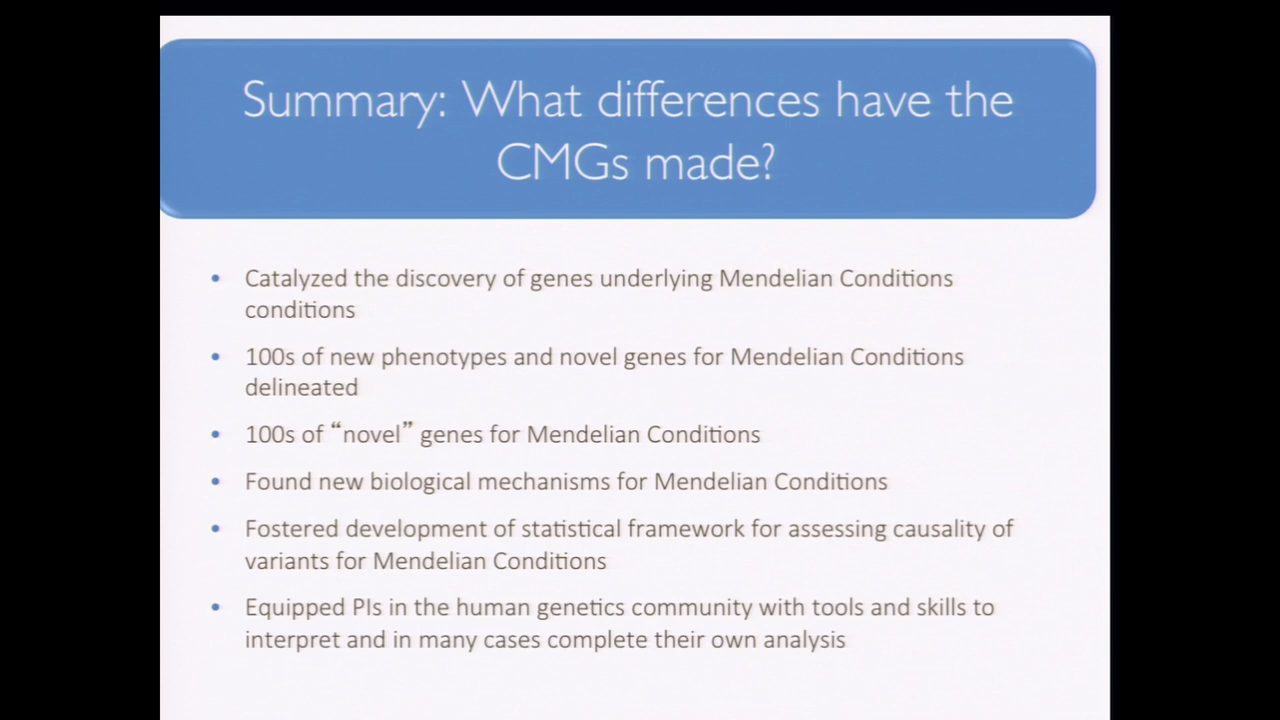 Summary: What differences have the
CMGs made?
• Catalyzed the discovery of genes underlying Mendelian Conditions
conditions
• 100s of new phenotypes and novel genes for Mendelian Conditions
delineated
• 100s of “novel” genes for Mendelian Conditions
• Found new biological mechanisms for Mendelian Conditions
• Fostered development of statistical framework for assessing causality of
variants for Mendelian Conditions
• Equipped PIs in the human genetics community with tools and skills to
interpret and in many cases complete their own analysis